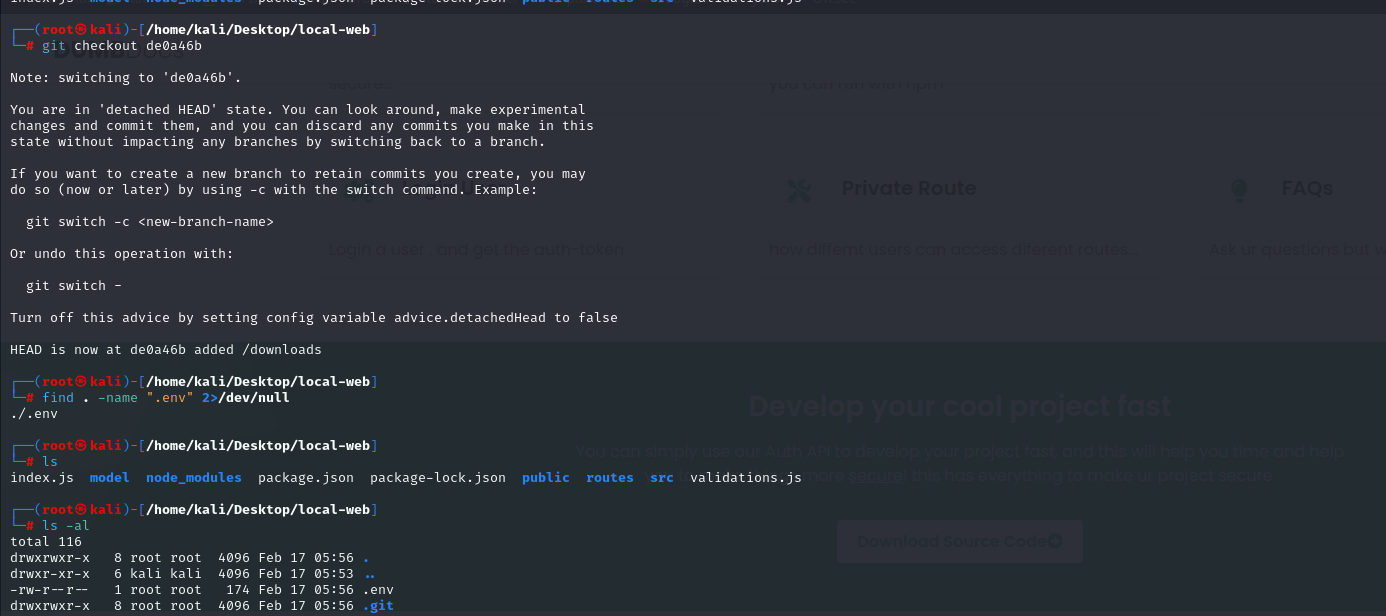 index.js  model  node_modules  package.json  package-lock.json  public  routes  src  validations.js
┌──(root㉿kali)-[/home/kali/Desktop/local-web]
└─# git checkout de0a46b
Note: switching to 'de0a46b'.
You are in 'detached HEAD' state. You can look around, make experimental
changes and commit them, and you can discard any commits you make in this
state without impacting any branches by switching back to a branch.
If you want to create a new branch to retain commits you create, you may
do so (now or later) by using -c with the switch command. Example:
Private Route
FAQs
  git switch -c <new-branch-name>
Or undo this operation with:
Login a user , and get the auth-token
how differnt users can access diferent routes...
Ask ur questions but w
  git switch -
Turn off this advice by setting config variable advice.detachedHead to false
HEAD is now at de0a46b added /downloads
┌──(root㉿kali)-[/home/kali/Desktop/local-web]
└─# find . -name ".env" 2>/dev/null
./.env
Develop your cool project fast
┌──(root㉿kali)-[/home/kali/Desktop/local-web]
You can simply use our Auth API to develop your project fast, and this will help you time and help
└─# ls
index.js  model  node_modules  package.json  package-lock.json  public  routes  src  validations.js
more secure! this has everything to make ur project secure
┌──(root㉿kali)-[/home/kali/Desktop/local-web]
└─# ls -al
Download Source Code
total 116
drwxrwxr-x   8 root root  4096 Feb 17 05:56 .
drwxr-xr-x   6 kali kali  4096 Feb 17 05:53 ..
-rw-r--r--   1 root root   174 Feb 17 05:56 .env
drwxrwxr-x   8 root root  4096 Feb 17 05:56 .git